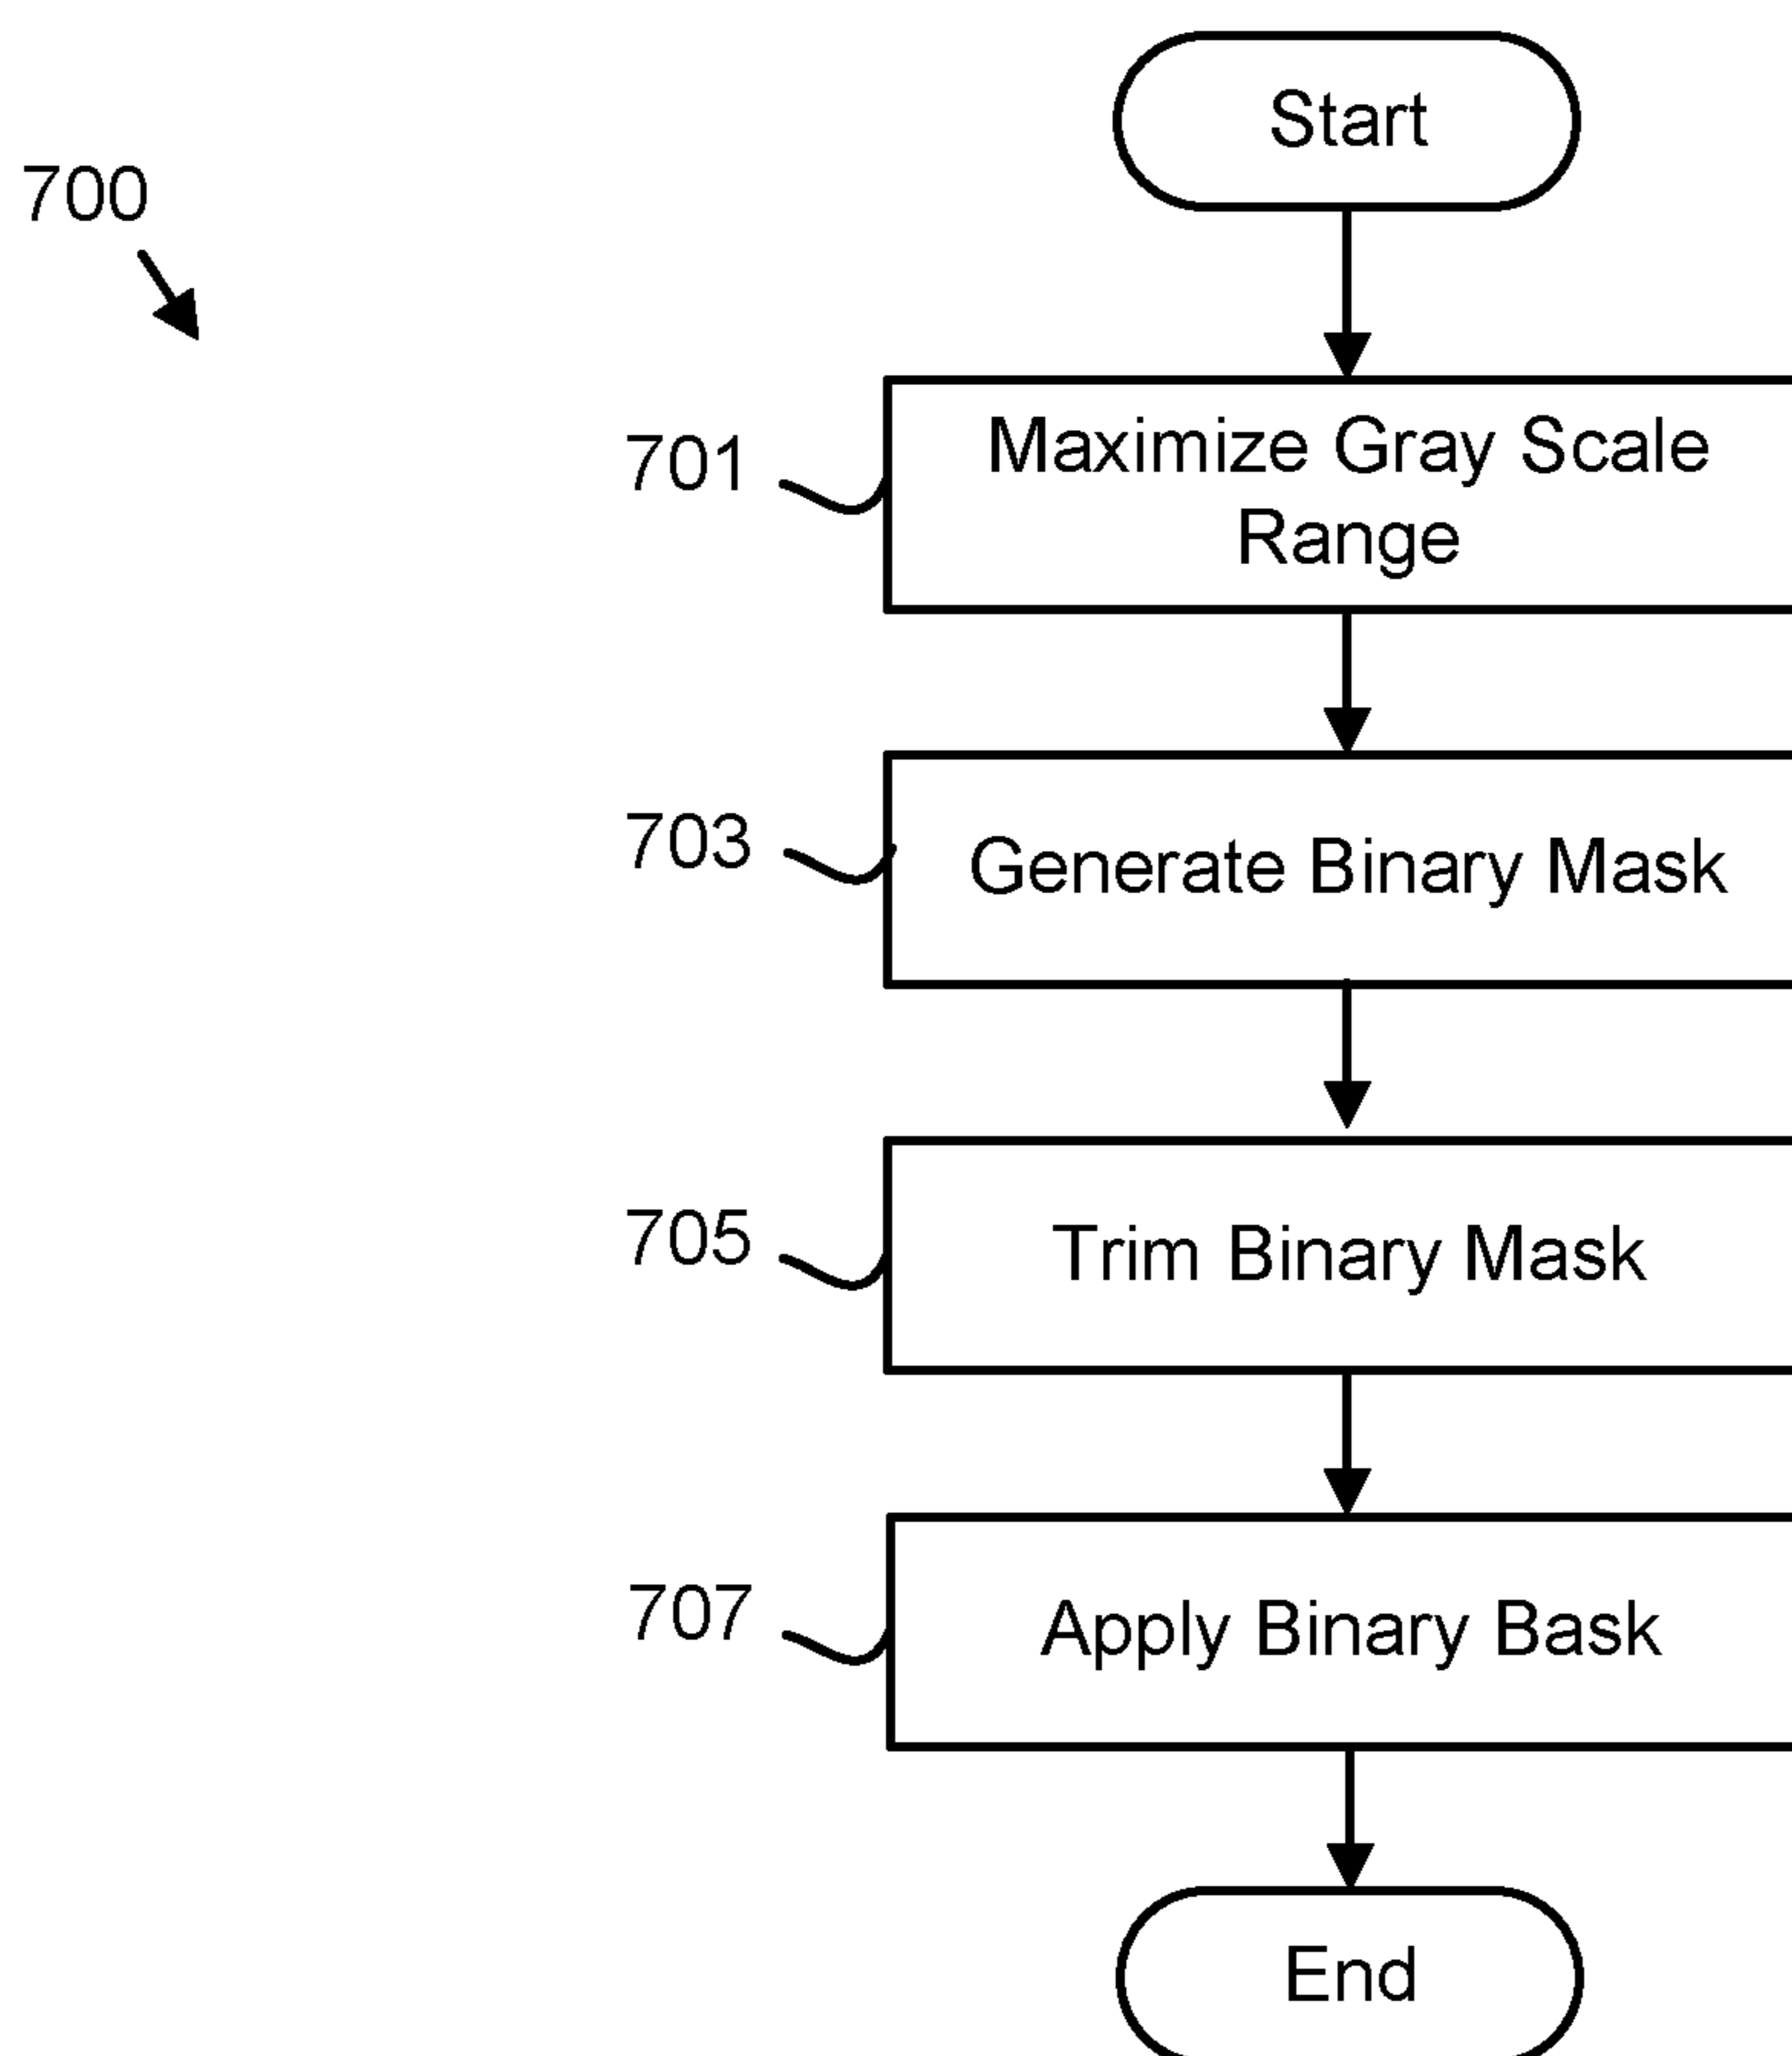 Start
700
701
Maximize Gray Scale
Range
703
Generate Binary Mask
705
Trim Binary Mask
707
Apply Binary Bask
End